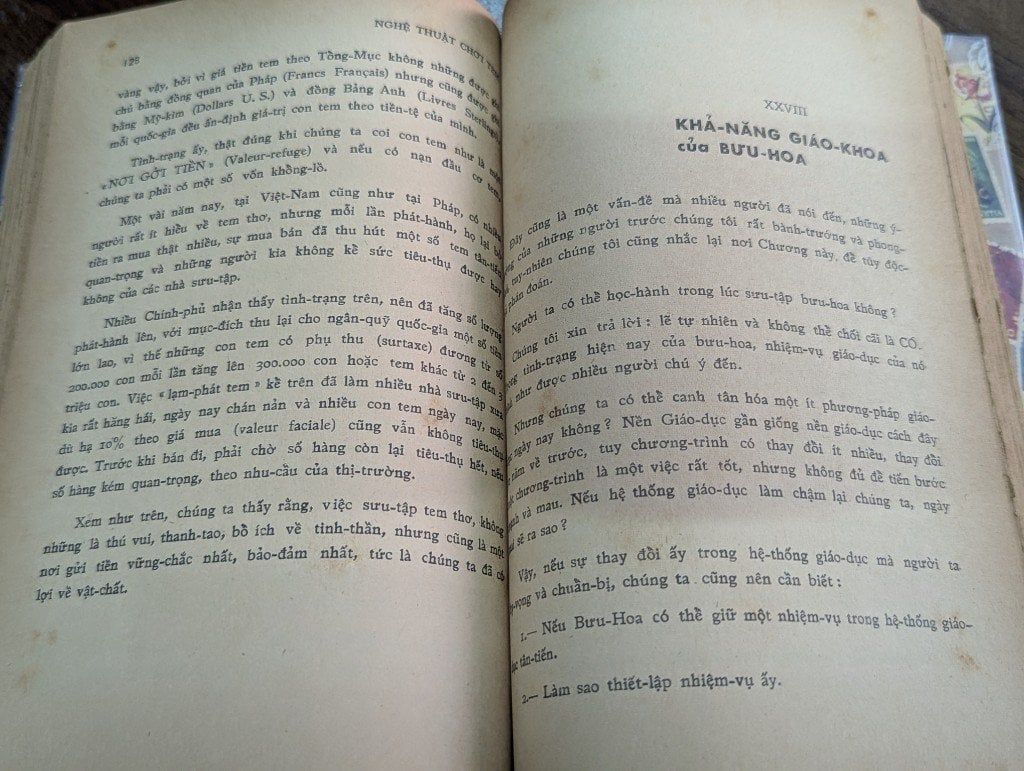 128
NGHỆ THUẬT CHƠI
vàng vậy, bởi vì giá tiền tem theo Tổng-Mục không những được ghi
chú bằng đồng quan của Pháp (Francs Français) nhưng cũng được ghi
bằng Mỹ-kim (Dollars U. S.) và đồng Bảng Anh (Livres Sterling),
mỗi quốc-gia đều ấn-định giá-trị con tem theo tiền-tệ của mình.
Tình-trạng ấy, thật đúng khi chúng ta coi con tem như là một
«NƠI GỞI TIỀN» (Valeur-refuge) và nếu có nạn đầu cơ tem,
chúng ta phải có một số vốn khổng-lồ.
Một vài năm nay, tại Việt-Nam cũng như tại Pháp, có nhiều
người rất ít hiểu về tem thơ, nhưng mỗi lần phát-hành, họ lại bỏ
tiền ra mua thật nhiều, sự mua bán đã thu hút một số tem tân-tiến
quan-trọng và những người kia không kể sức tiêu-thụ được hay
không của các nhà sưu-tập.
Nhiều Chính-phủ nhận thấy tình-trạng trên, nên đã tăng số lượng
phát-hành lên, với mục-đích thu lại cho ngân-quỹ quốc-gia một số tiền
lớn lao, vì thế những con tem có phụ thu (surtaxe) đương từ số
200.000 con mỗi lần tăng lên 300.000 con hoặc tem khác từ 2 đến 3
triệu con. Việc «lạm-phát tem» kể trên đã làm nhiều nhà sưu-tập xưa
kia rất hăng hái, ngày nay chán nản và nhiều con tem ngày nay, mặc
dù hạ 10% theo giá mua (valeur faciale) cũng vẫn không tiêu-thụ
được. Trước khi bán đi, phải chờ số hàng còn lại tiêu-thụ hết, nếu
số hàng kém quan-trọng, theo nhu-cầu của thị-trường.
Xém như trên, chúng ta thấy rằng, việc sưu-tập tem thơ, không
những là thú vui, thanh-tao, bổ ích về tinh-thần, nhưng cũng là một
nơi gửi tiền vững-chắc nhất, bảo-đảm nhất, tức là chúng ta đã có
lợi về vật-chất.
XXVIII
KHẢ-NĂNG GIÁO-KHOA
của BƯU-HOA
Đây cũng là một vấn-đề mà nhiều người đã nói đến, những ý-
của những người trước chúng tôi rất bành-trướng và phong-
tuy-nhiên chúng tôi cũng nhắc lại nơi Chương này, để tùy độc-
phán đoán.
Người ta có thể học-hành trong lúc sưu-tập bưu-hoa không?
Chúng tôi xin trả lời: lẽ tự nhiên và không thể chối cãi là CÓ.
tình-trạng hiện nay của bưu-hoa, nhiệm-vụ giáo-dục của nó
như được nhiều người chú ý đến.
Nhưng chúng ta có thể canh tân hóa một ít phương-pháp giáo-
ngày nay không? Nền Giáo-dục gần giống nền giáo-dục cách đây
năm về trước, tuy chương-trình có thay đổi ít nhiều, thay đổi
chương-trình là một việc rất tốt, nhưng không đủ để tiến bước
và mau. Nếu hệ thống giáo-dục làm chậm lại chúng ta, ngày
sẽ ra sao?
Vậy, nếu sự thay đổi ấy trong hệ-thống giáo-dục mà người ta
vọng và chuẩn-bị, chúng ta cũng nên cần biết:
1.— Nếu Bưu-Hoa có thể giữ một nhiệm-vụ trong hệ-thống giáo-
tân-tiến.
2.— Làm sao thiết-lập nhiệm-vụ ấy.